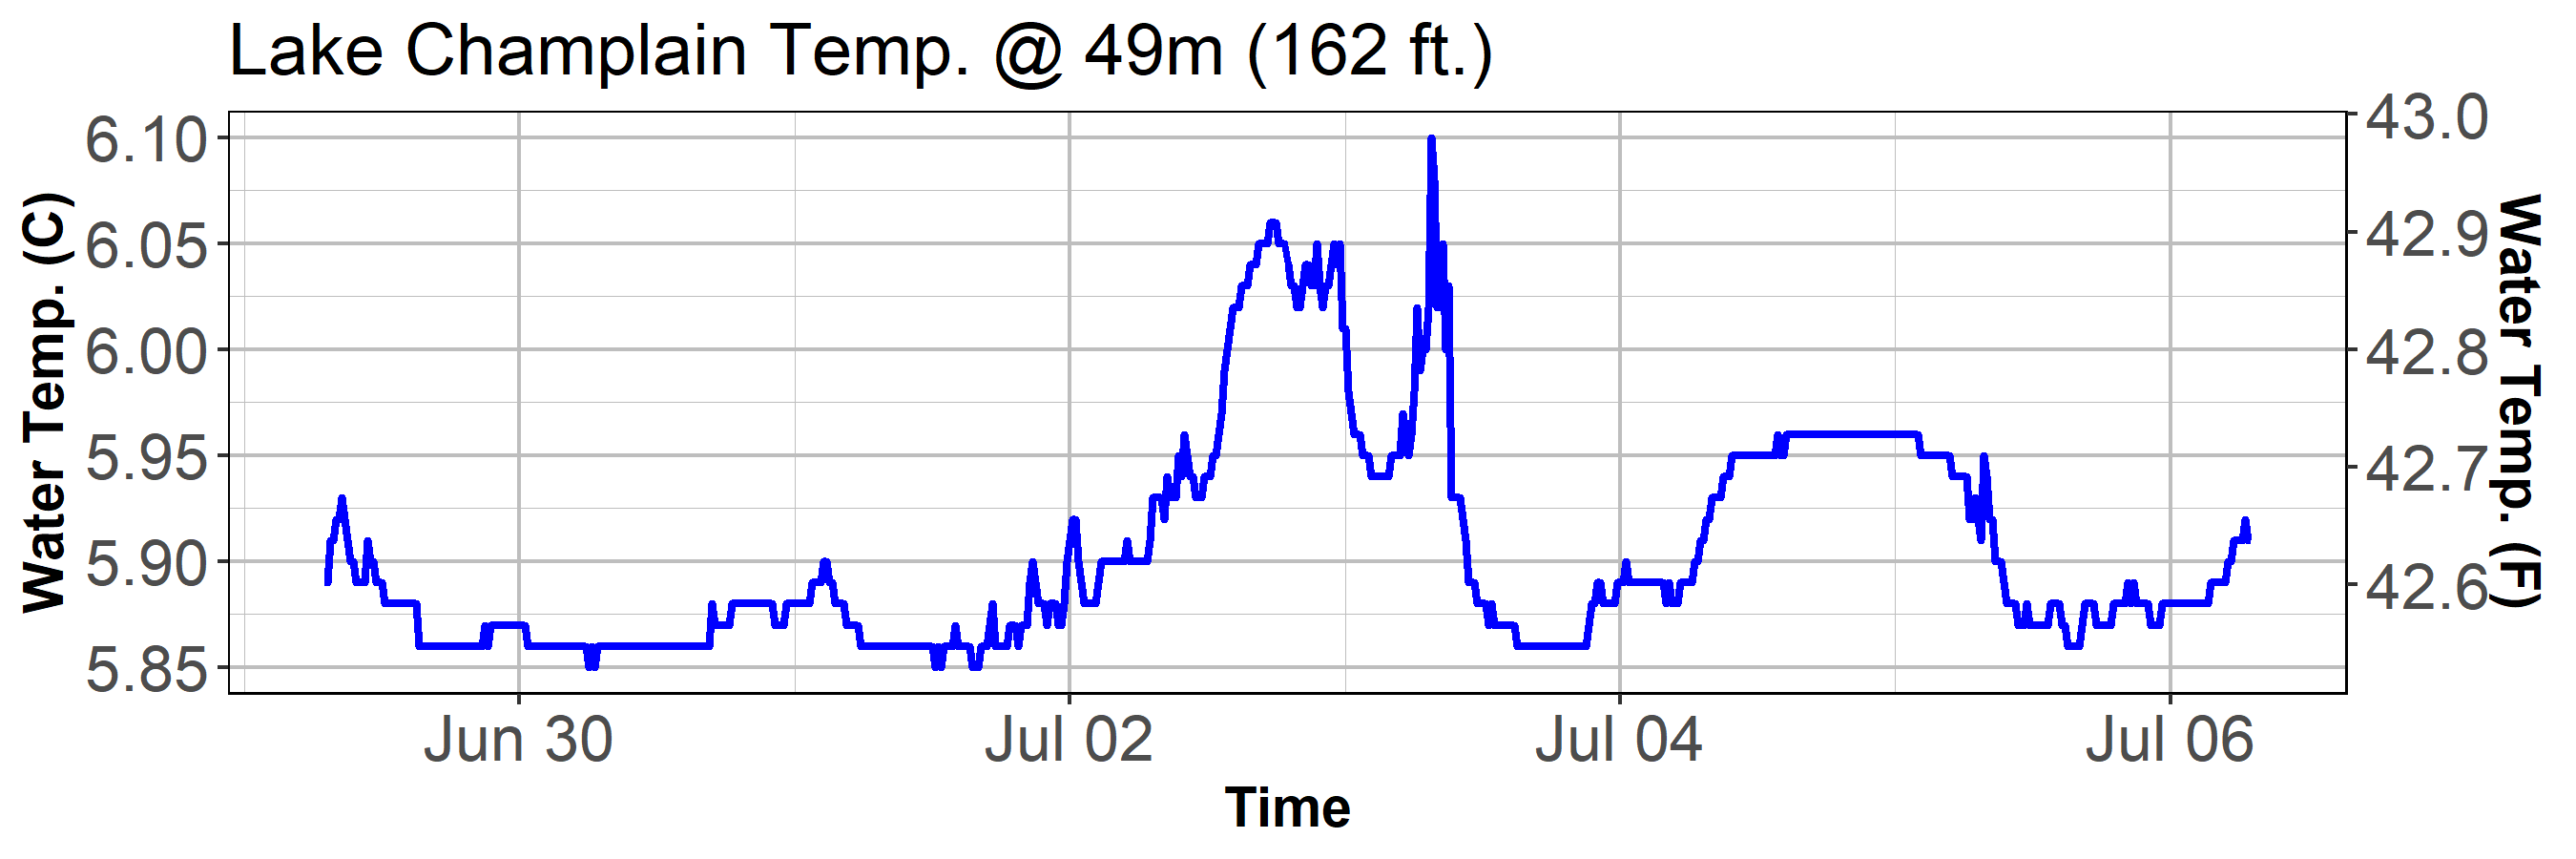 Lake Champlain Temp. @ 49m (162 ft.)
Water Temp. (C)
6.10
6.05
6.00
5.95
5.90
5.85
43.0
42.9
42.8
42.7
42.6
Water Temp. (F)
Jun 30
Jul 02
Jul 04
Jul 06
Time